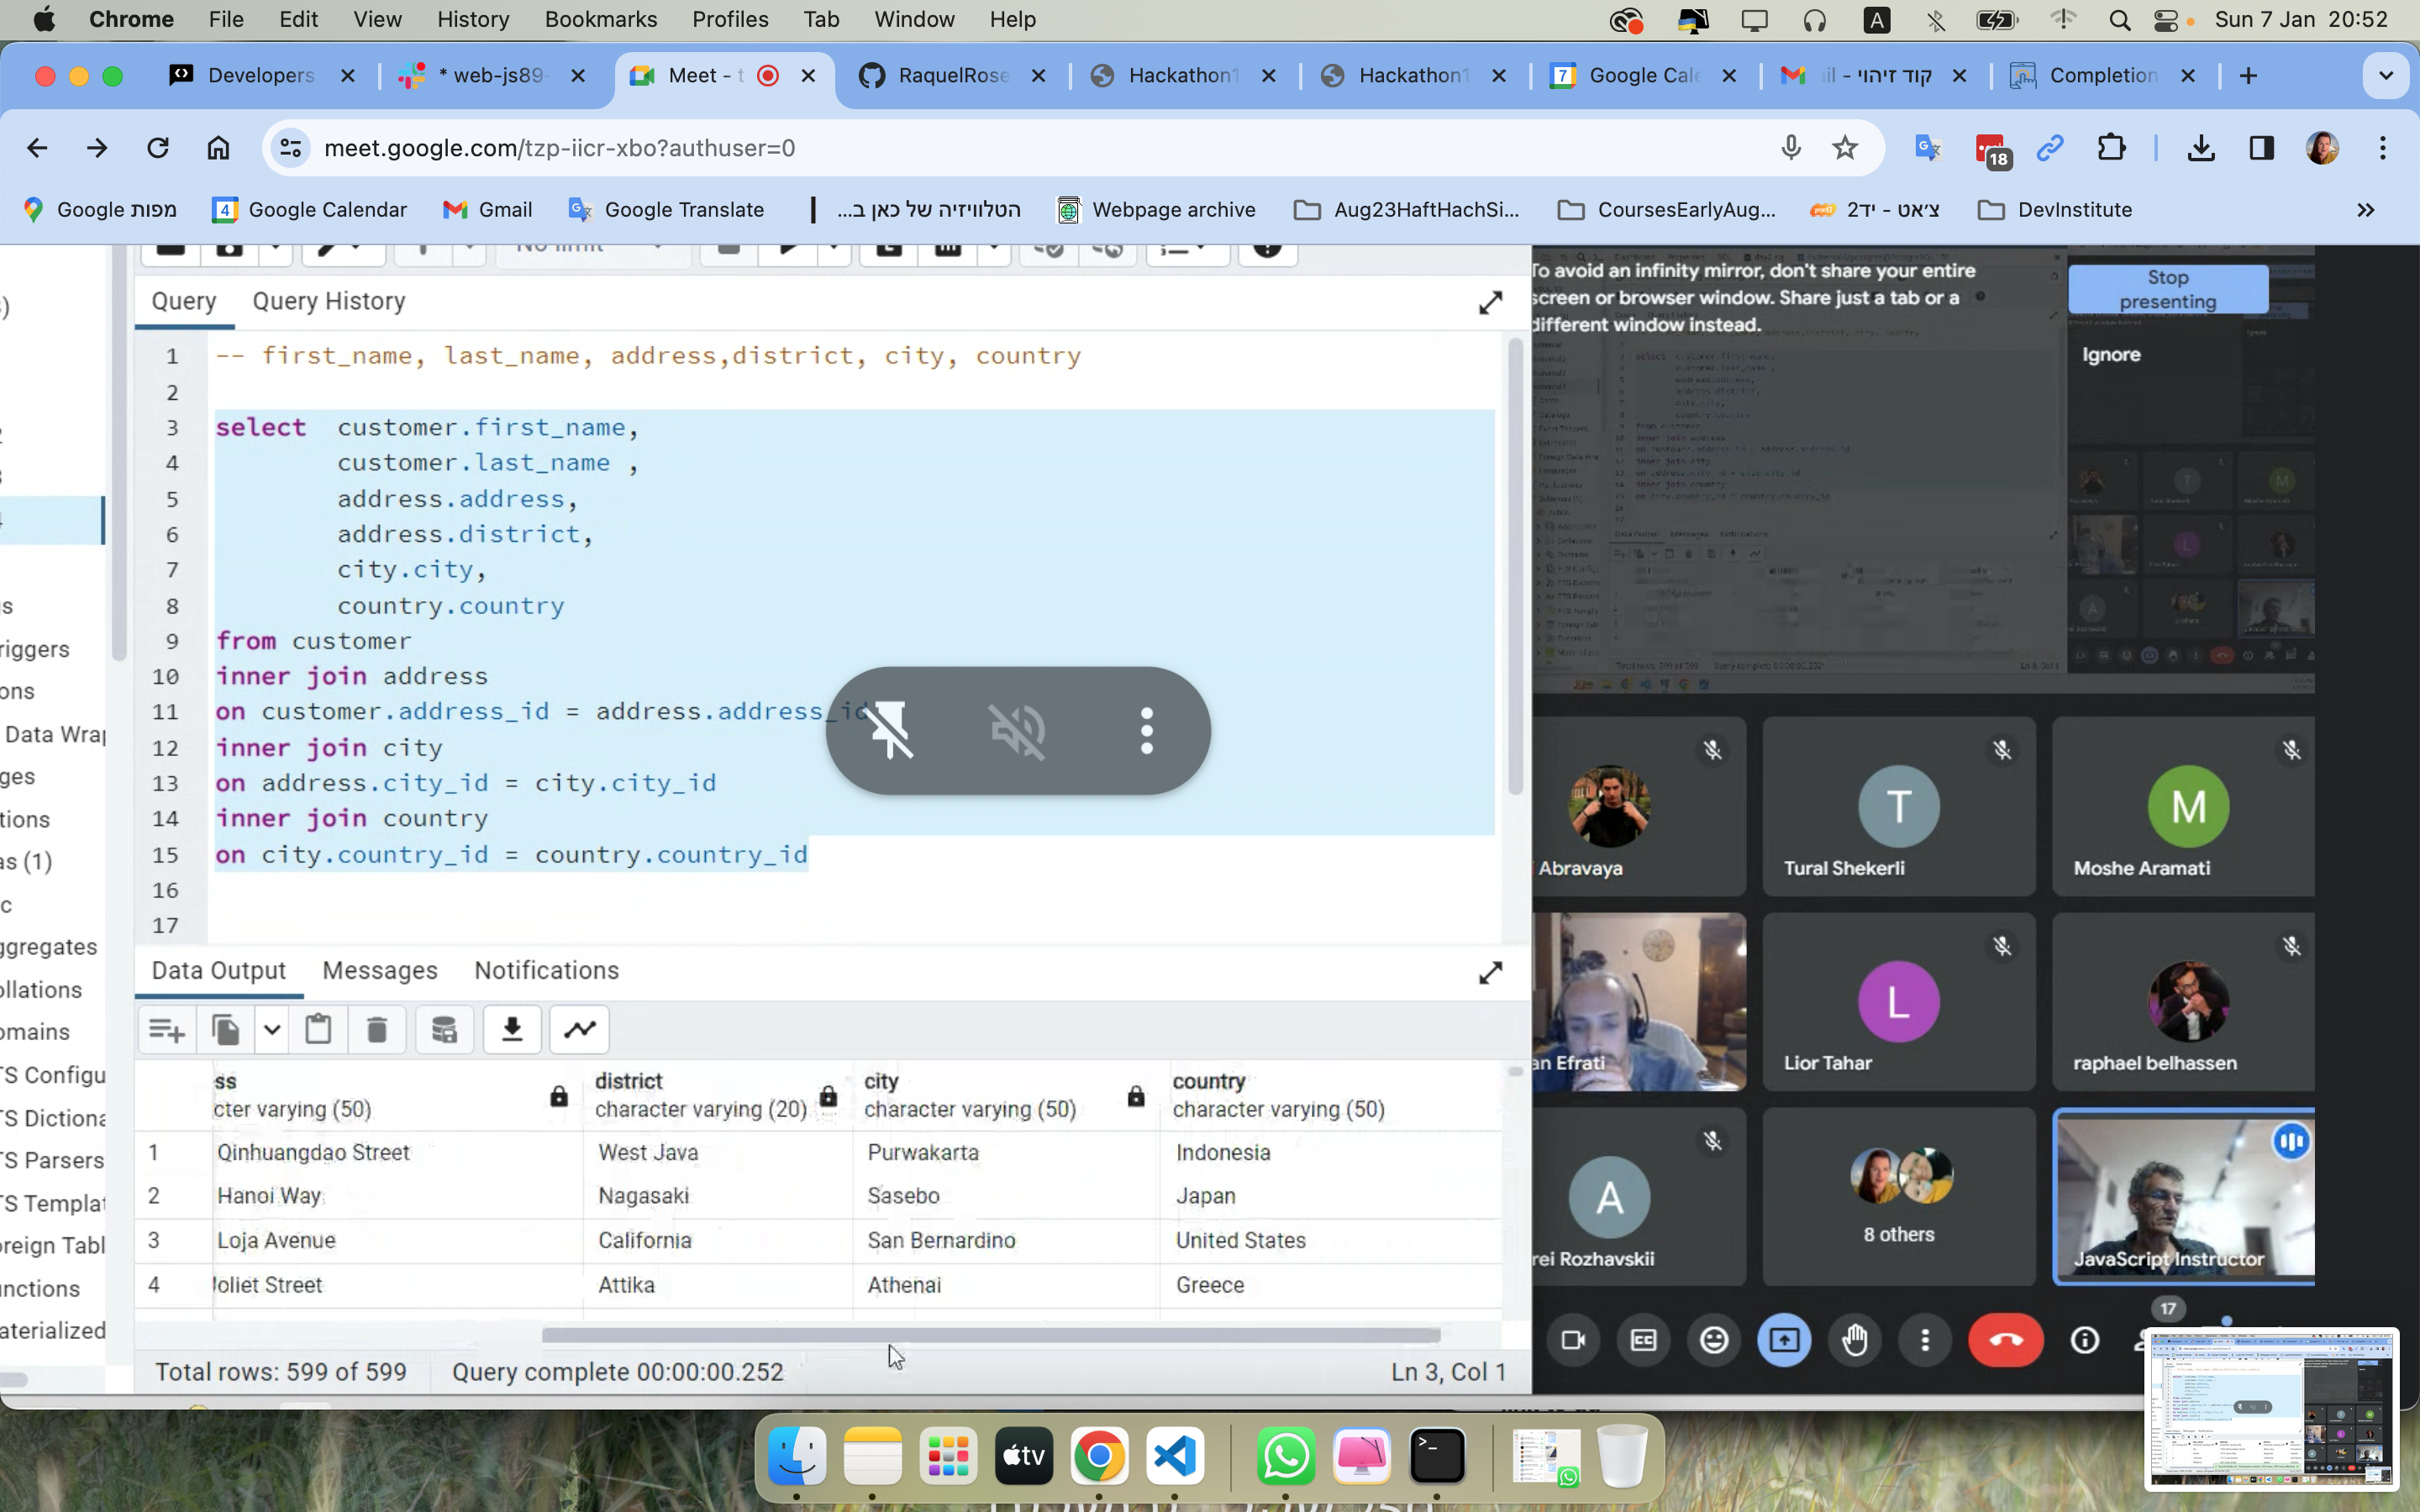 Chrome File Edit View History Bookmarks Profiles Tab Window Help A Sun 7 Jan 20:52
Developers * web-js89- Meet - t RaquelRose Hackathon1 Hackathon1 7 Google Cale קוד זיהוי - il Completion
meet.google.com/tzp-iicr-xbo?authuser=0 18
Google מפות 4 Google Calendar Gmail Google Translate הטלוויזיה של כאן ב... Webpage archive Aug23HaftHachSi... CoursesEarlyAug... צ'אט - יד2 DevInstitute
No limit
Query Query History
1 -- first_name, last_name, address,district, city, country
2
3 select customer.first_name,
4 customer.last_name ,
5 address.address,
6 address.district,
7 city.city,
8 country.country
9 from customer
10 inner join address
11 on customer.address_id = address.address_id
12 inner join city
13 on address.city_id = city.city_id
14 inner join country
15 on city.country_id = country.country_id
16
17
riggers
ons
Data Wrap
ges
tions
as (1)
c
ggregates
ollations
omains
TS Configu
TS Dictiona
TS Parsers
TS Templat
oreign Tabl
unctions
aterialized
Data Output Messages Notifications
ss
cter varying (50)
district
character varying (20)
city
character varying (50)
country
character varying (50)
1 Qinhuangdao Street West Java Purwakarta Indonesia
2 Hanoi Way Nagasaki Sasebo Japan
3 Loja Avenue California San Bernardino United States
4 Joliet Street Attika Athenai Greece
Total rows: 599 of 599 Query complete 00:00:00.252 Ln 3, Col 1
To avoid an infinity mirror, don't share your entire
screen or browser window. Share just a tab or a
different window instead.
Stop
presenting
Ignore
Abravaya
T
Tural Shekerli
M
Moshe Aramati
an Efrati
L
Lior Tahar
raphael belhassen
A
rei Rozhavskii
8 others
JavaScript Instructor
17
tv